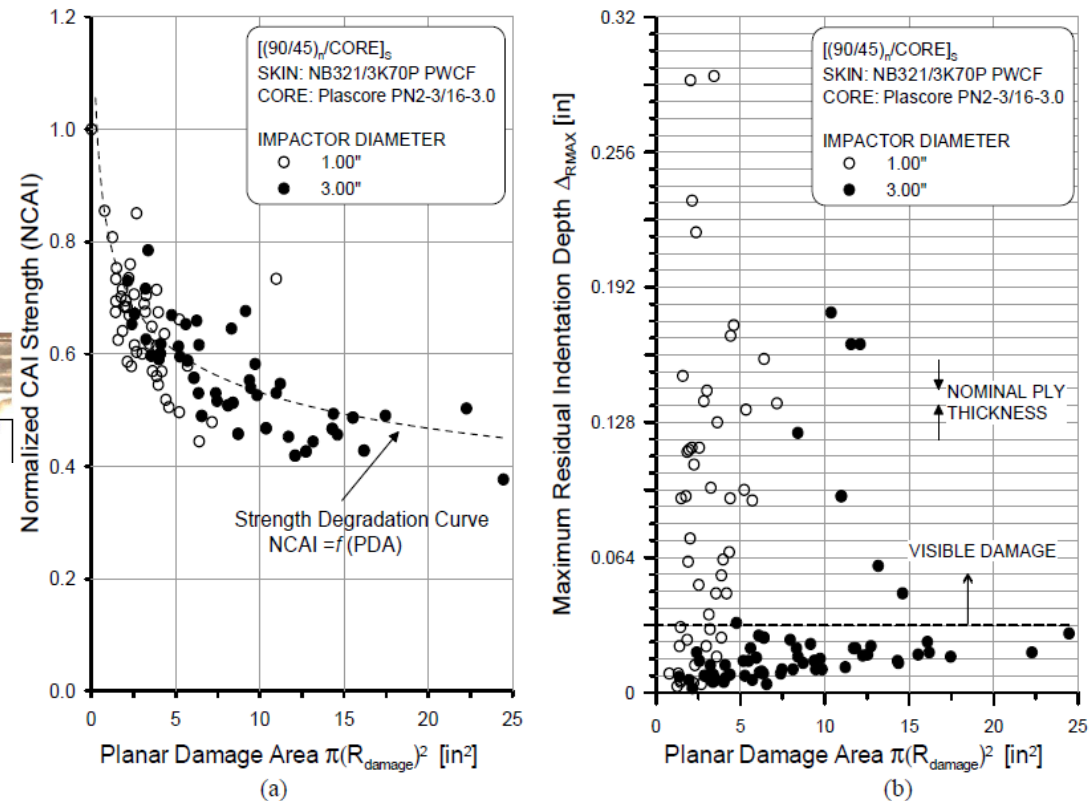 Normalized CAI Strength (NCAI)
1.2
1.0
0.8
0.6
0.4
0.2
0.0
[(90/45)n/CORE]S
SKIN: NB321/3K70P PWCF
CORE: Plascore PN2-3/16-3.0
IMPACTOR DIAMETER
1.00"
3.00"
Strength Degradation Curve
NCAI =f (PDA)
0 5 10 15 20 25
Planar Damage Area π(Rdamage)² [in²]
(a)
Maximum Residual Indentation Depth ΔRMAX [in]
0.32
0.256
0.192
0.128
0.064
0
[(90/45)n/CORE]S
SKIN: NB321/3K70P PWCF
CORE: Plascore PN2-3/16-3.0
IMPACTOR DIAMETER
1.00"
3.00"
NOMINAL PLY
THICKNESS
VISIBLE DAMAGE
0 5 10 15 20 25
Planar Damage Area π(Rdamage)² [in²]
(b)